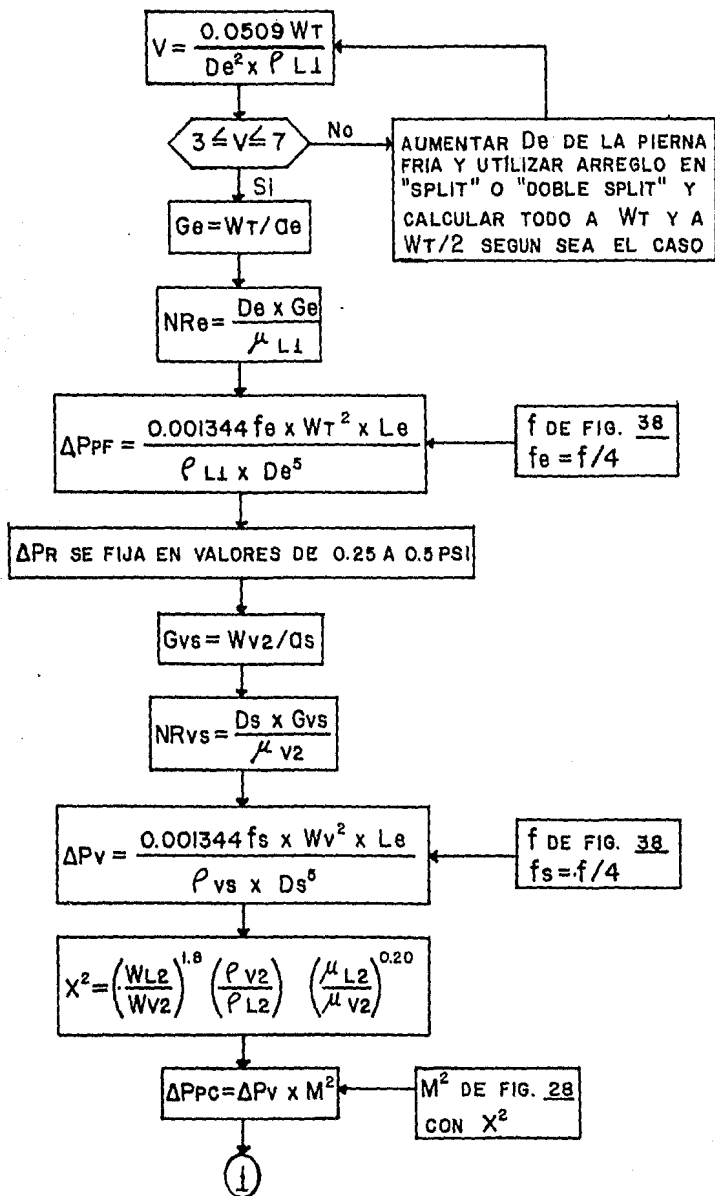 V = 0.0509 WT / De² x ρ L1
3 ≤ V ≤ 7
No
SI
AUMENTAR De DE LA PIERNA
FRIA Y UTILIZAR ARREGLO EN
"SPLIT" O "DOBLE SPLIT" Y
CALCULAR TODO A WT Y A
WT/2 SEGUN SEA EL CASO
Ge = WT/ae
NRe = De x Ge / μ L1
ΔPPF = 0.001344 fe x WT² x Le / ρ L1 x De⁵
f DE FIG. 38
fe = f/4
ΔPR SE FIJA EN VALORES DE 0.25 A 0.5 PSI
Gvs = Wv2/as
NRvs = Ds x Gvs / μ v2
ΔPv = 0.001344 fs x Wv² x Le / ρ vs x Ds⁵
f DE FIG. 38
fs = f/4
X² = (WL2/Wv2)^1.8 (ρ v2/ρ L2) (μ L2/μ v2)^0.20
ΔPPC = ΔPv x M²
M² DE FIG. 28
CON X²
1